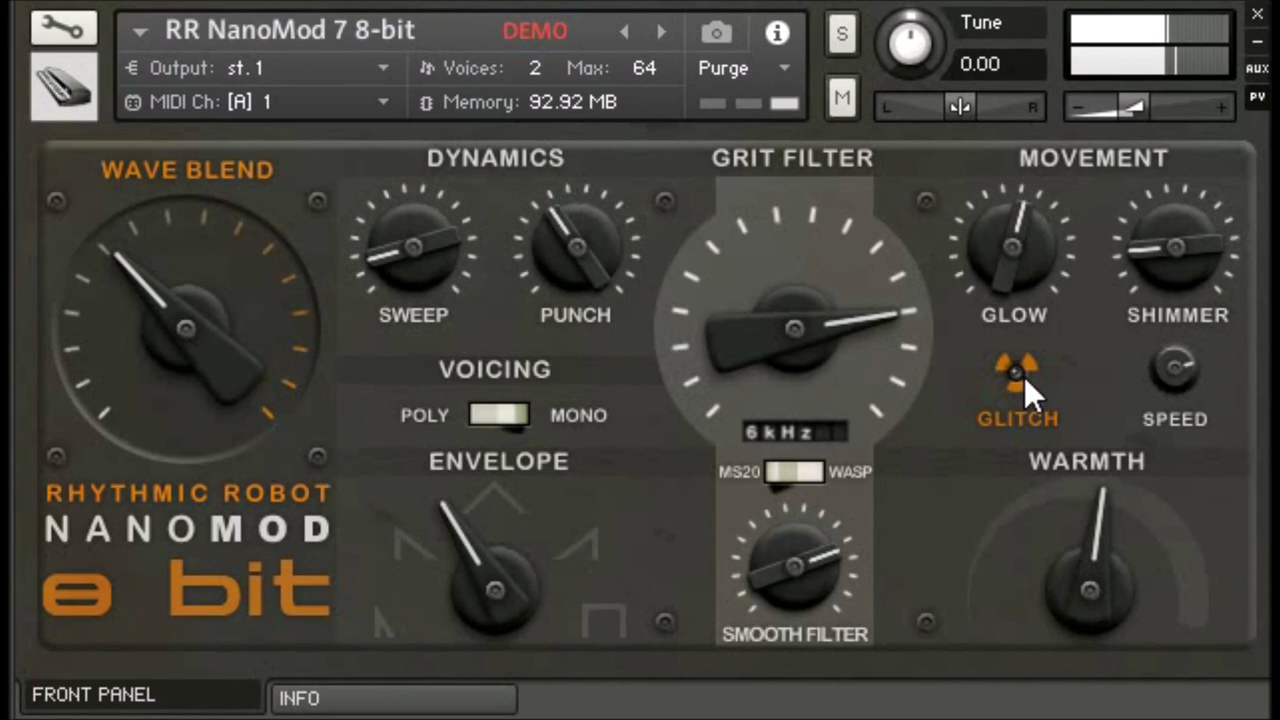 RR NanoMod 7 8-bit
DEMO
S
Tune
0.00
Output: st.1
Voices: 2 Max: 64
Purge
MIDI Ch: [A] 1
Memory: 92.92 MB
M
L R
- +
AUX
PV
WAVE BLEND
DYNAMICS
GRIT FILTER
MOVEMENT
SWEEP
PUNCH
GLOW
SHIMMER
VOICING
POLY
MONO
GLITCH
SPEED
6kHz
ENVELOPE
MS20
WASP
WARMTH
RHYTHMIC ROBOT
NANOMOD
8 bit
SMOOTH FILTER
FRONT PANEL
INFO